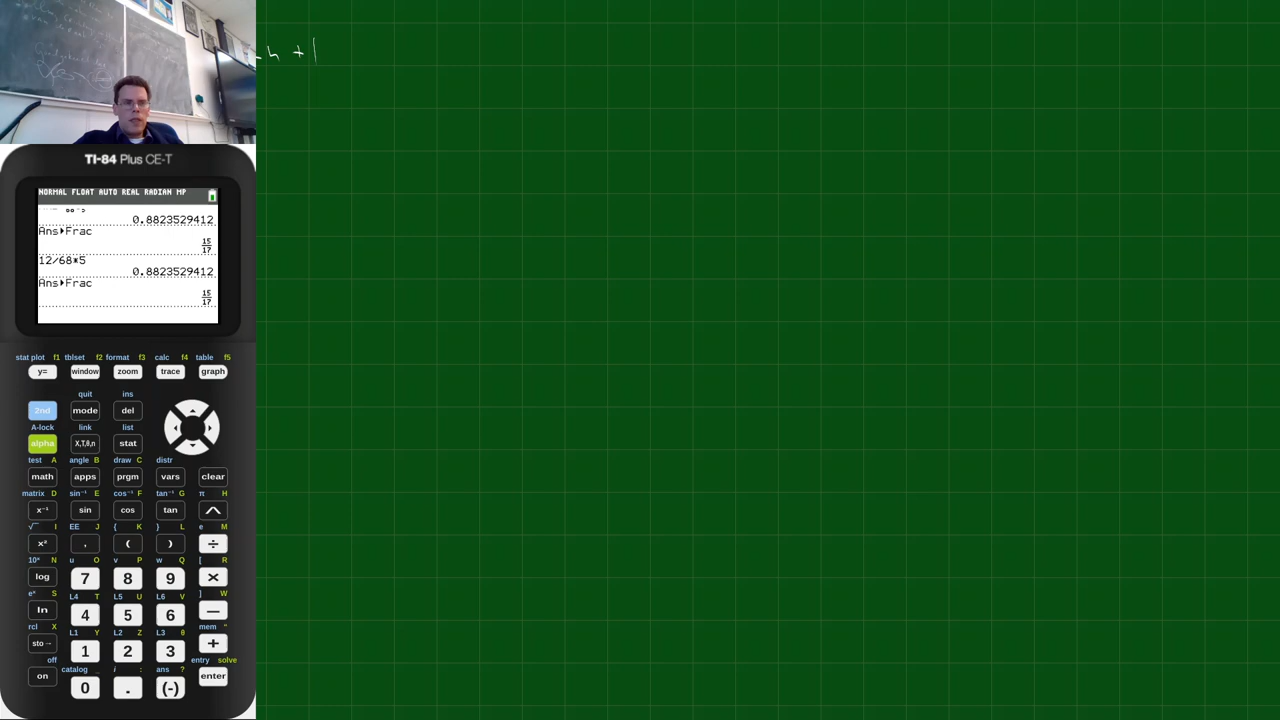 h +
TI-84 Plus CE-T
NORMAL FLOAT AUTO REAL RADIAN MP
0.8823529412
Ans▶Frac
15/17
12/68*5
0.8823529412
Ans▶Frac
15/17
stat plot f1 tblset f2 format f3 calc f4 table f5
y= window zoom trace graph
quit ins
2nd mode del
A-lock link list
alpha X,T,θ,n stat
test A angle B draw C distr
math apps prgm vars clear
matrix D sin⁻¹ E cos⁻¹ F tan⁻¹ G π H
x⁻¹ sin cos tan ^
√ I EE J { K } L e M
x² , ( ) ÷
10ˣ N u O v P w Q [ R
log 7 8 9 ×
eˣ S L4 T L5 U L6 V ] W
ln 4 5 6 —
rcl X L1 Y L2 Z L3 θ mem "
sto→ 1 2 3 +
off catalog i : ans ? entry solve
on 0 . (-) enter